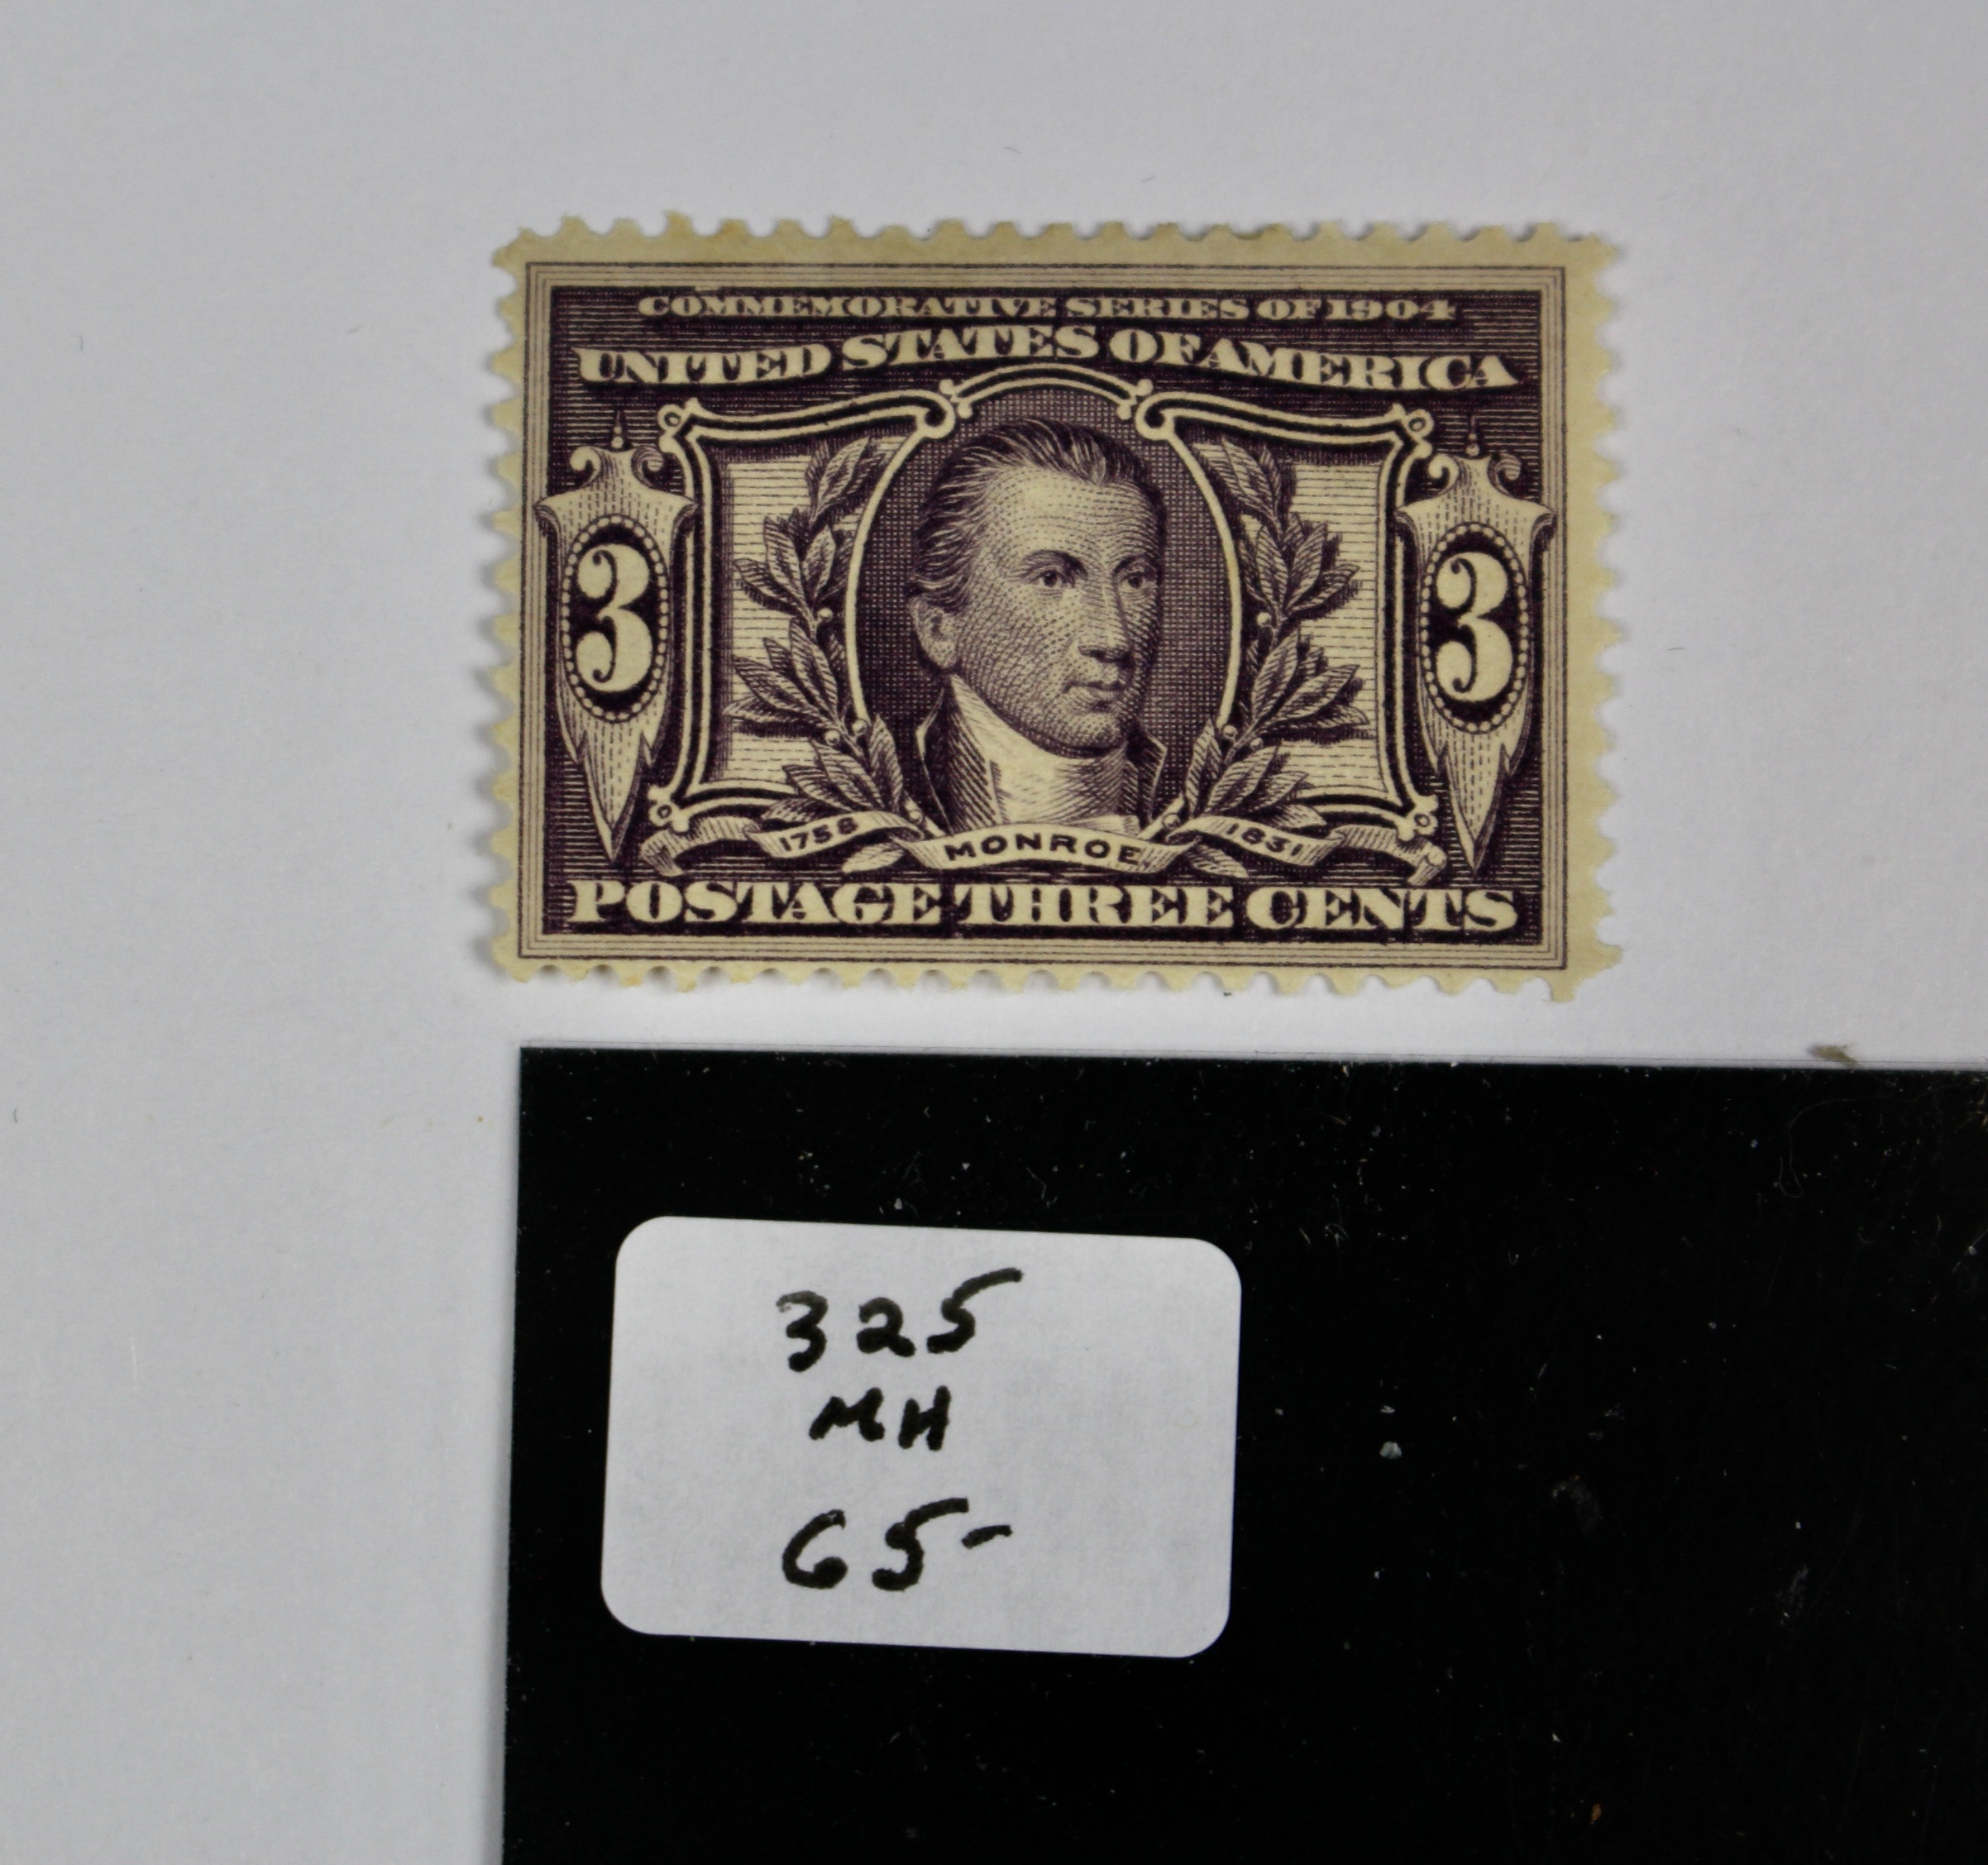 COMMEMORATIVE SERIES OF 1904
UNITED STATES OF AMERICA
3 3
1758 MONROE 1831
POSTAGE THREE CENTS
325
MH
65-